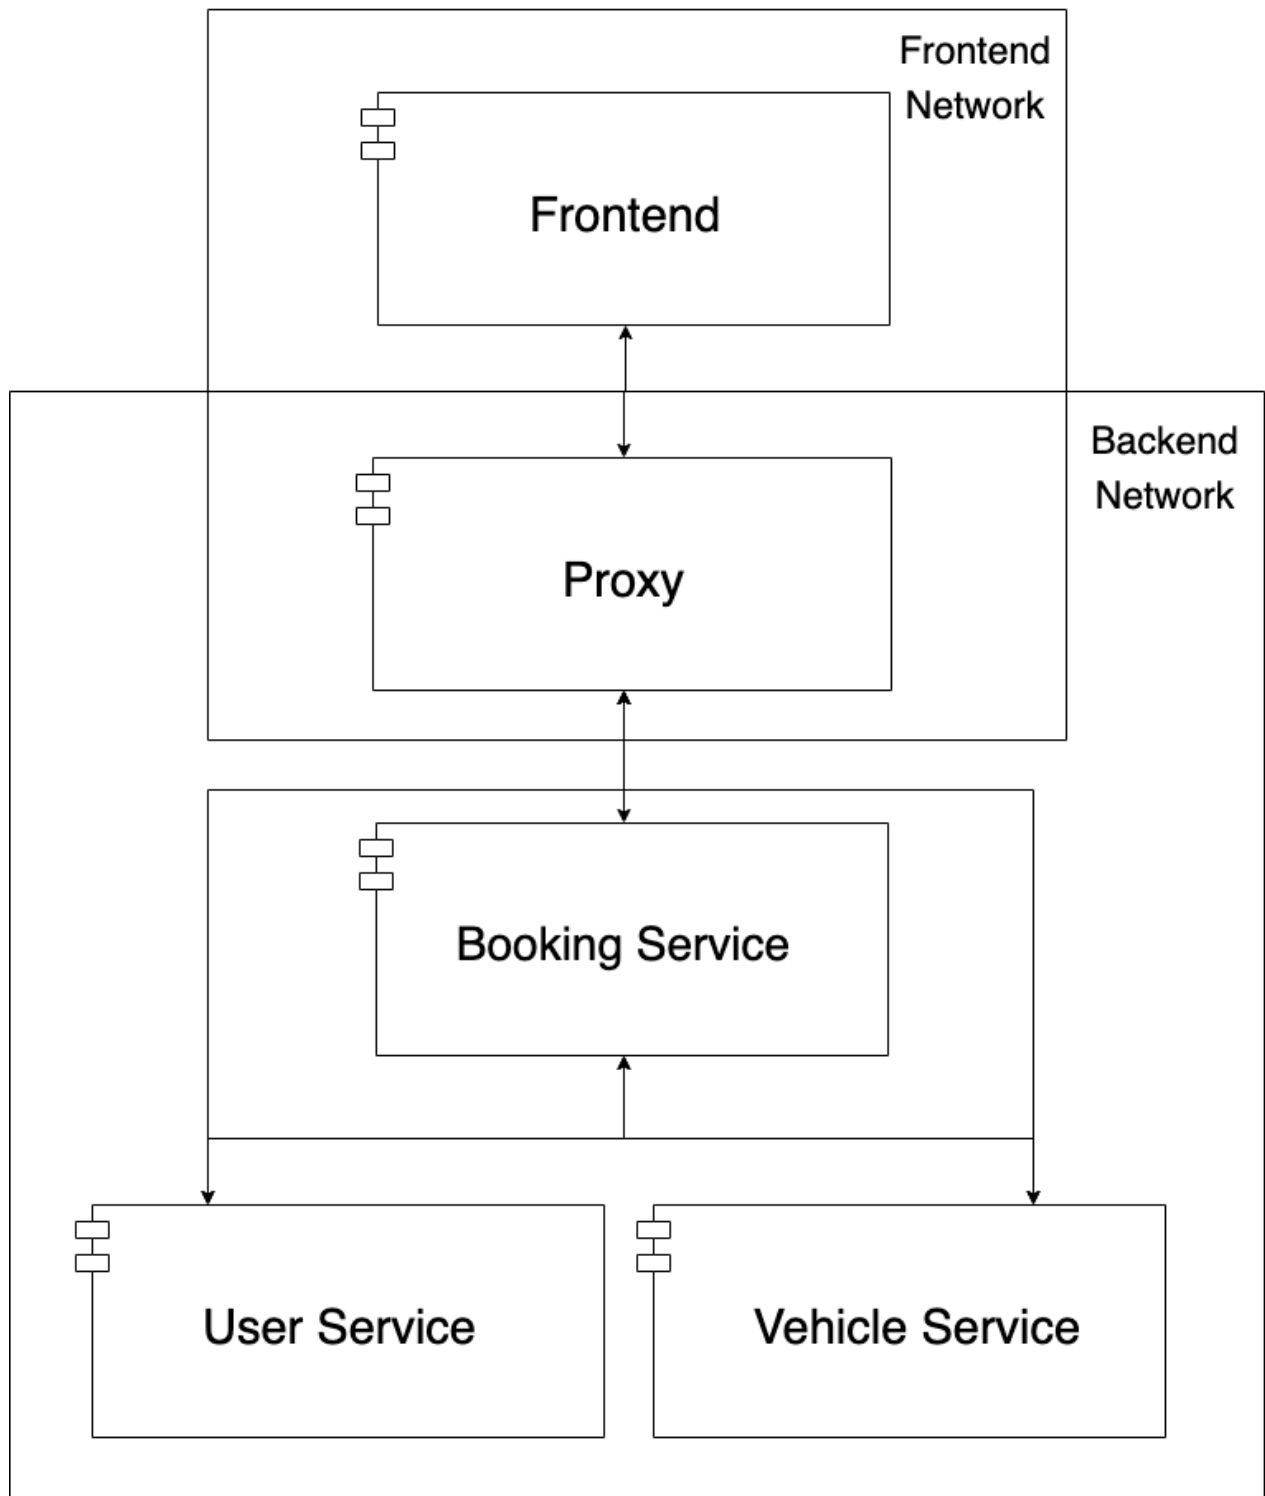 Frontend
Network
Frontend
Backend
Network
Proxy
Booking Service
User Service
Vehicle Service